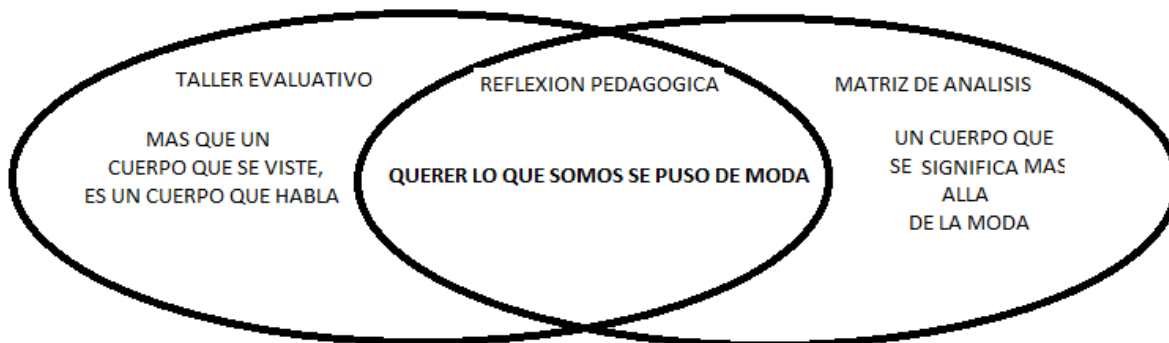 TALLER EVALUATIVO
MAS QUE UN
CUERPO QUE SE VISTE,
ES UN CUERPO QUE HABLA
REFLEXION PEDAGOGICA
QUERER LO QUE SOMOS SE PUSO DE MODA
MATRIZ DE ANALISIS
UN CUERPO QUE
SE SIGNIFICA MAS
ALLA
DE LA MODA